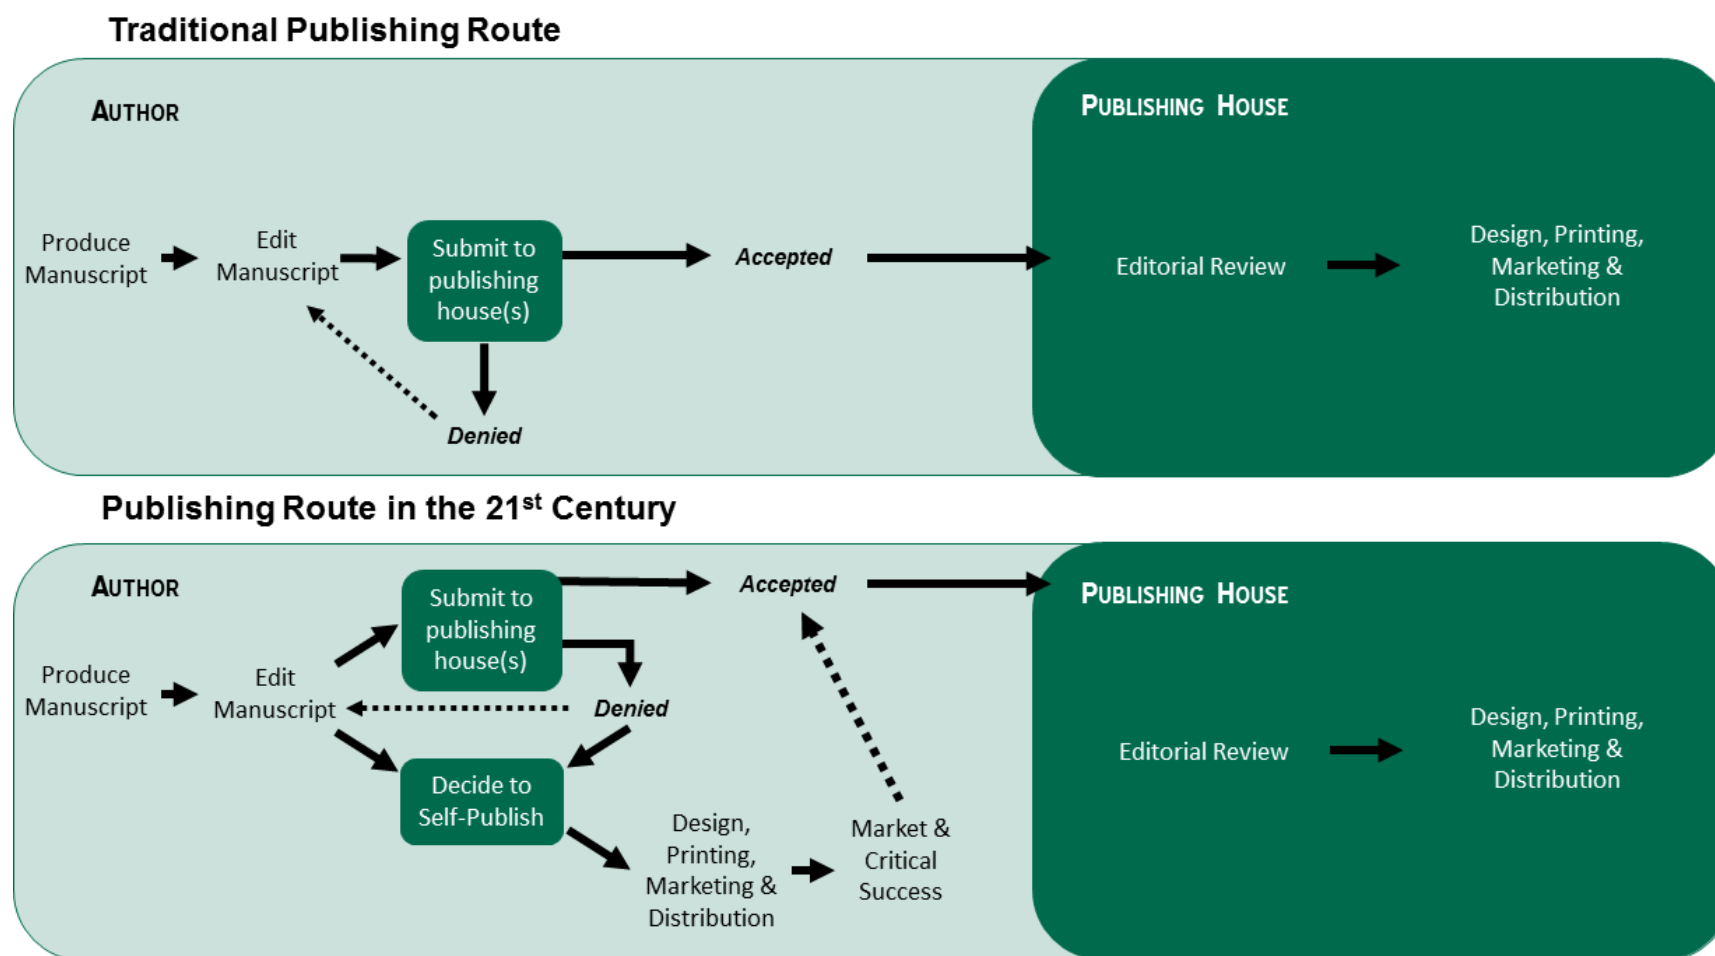 Traditional Publishing Route
AUTHOR
PUBLISHING HOUSE
Produce
Manuscript
Edit
Manuscript
Submit to
publishing
house(s)
Accepted
Denied
Editorial Review
Design, Printing,
Marketing &
Distribution
Publishing Route in the 21st Century
AUTHOR
PUBLISHING HOUSE
Produce
Manuscript
Edit
Manuscript
Submit to
publishing
house(s)
Accepted
Denied
Decide to
Self-Publish
Design,
Printing,
Marketing &
Distribution
Market &
Critical
Success
Editorial Review
Design, Printing,
Marketing &
Distribution